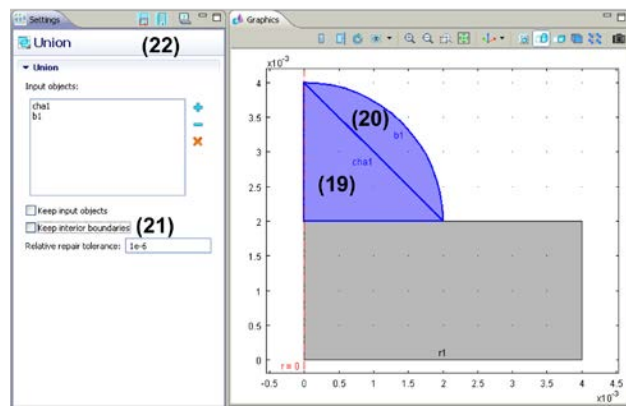 Settings
Union (22)
Union
Input objects:
cha1
b1
Keep input objects
Keep interior boundaries (21)
Relative repair tolerance: 1e-6
Graphics
x10⁻³
4
3.5
3
2.5
2
1.5
1
0.5
0
(20)
b1
cha1
(19)
r1
r = 0
-0.5 0 0.5 1 1.5 2 2.5 3 3.5 4 4.5
x10⁻³